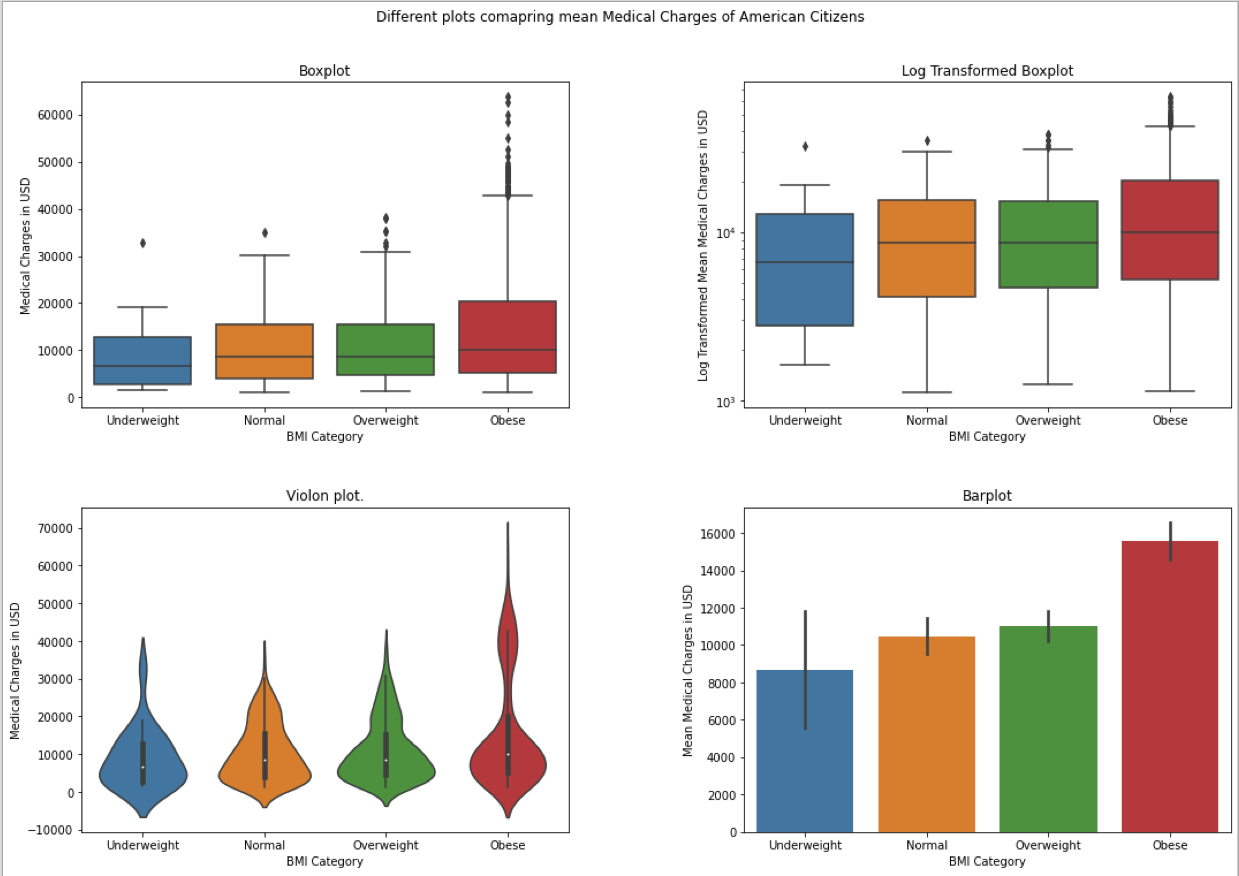 Different plots comapring mean Medical Charges of American Citizens
Boxplot
Medical Charges in USD
60000
50000
40000
30000
20000
10000
0
Underweight Normal Overweight Obese
BMI Category
Log Transformed Boxplot
Log Transformed Mean Medical Charges in USD
10⁴
10³
Underweight Normal Overweight Obese
BMI Category
Violon plot.
Medical Charges in USD
70000
60000
50000
40000
30000
20000
10000
0
−10000
Underweight Normal Overweight Obese
BMI Category
Barplot
Mean Medical Charges in USD
16000
14000
12000
10000
8000
6000
4000
2000
0
Underweight Normal Overweight Obese
BMI Category